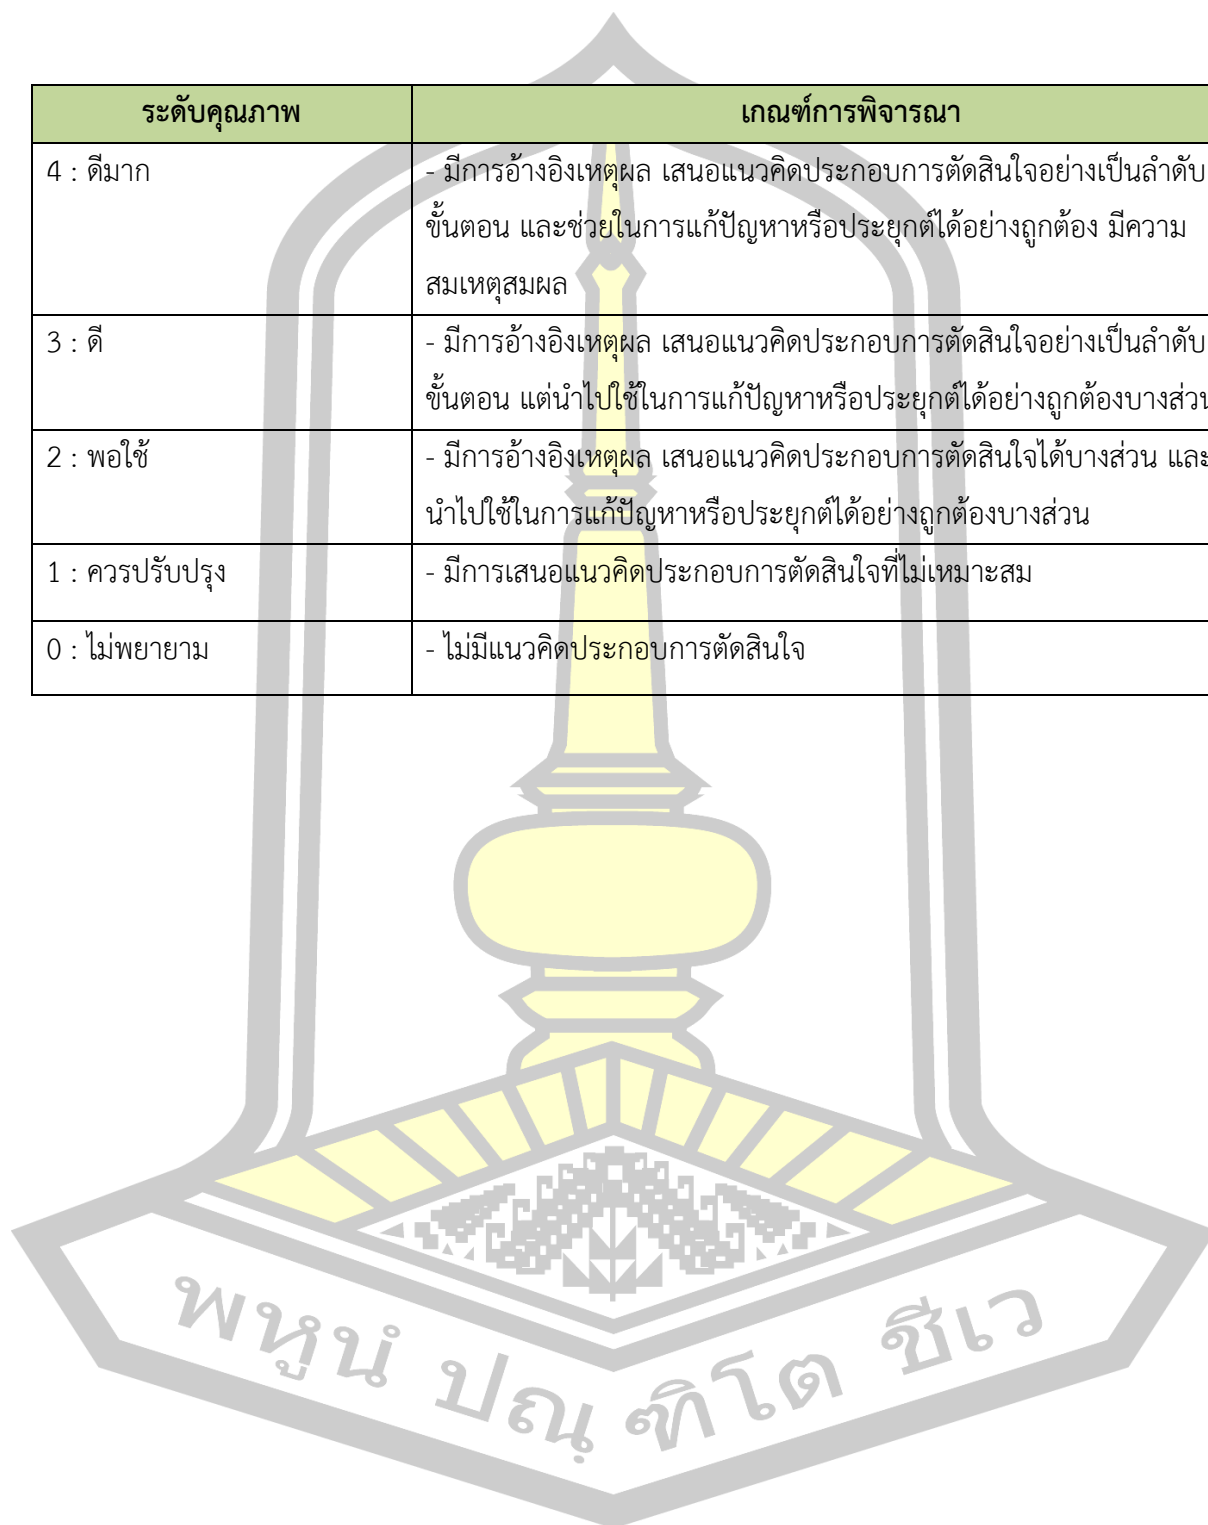 ระดับคุณภาพ เกณฑ์การพิจารณา
4 : ดีมาก - มีการอ้างอิงเหตุผล เสนอแนวคิดประกอบการตัดสินใจอย่างเป็นลำดับ
ขั้นตอน และช่วยในการแก้ปัญหาหรือประยุกต์ได้อย่างถูกต้อง มีความ
สมเหตุสมผล
3 : ดี - มีการอ้างอิงเหตุผล เสนอแนวคิดประกอบการตัดสินใจอย่างเป็นลำดับ
ขั้นตอน แต่นำไปใช้ในการแก้ปัญหาหรือประยุกต์ได้อย่างถูกต้องบางส่วน
2 : พอใช้ - มีการอ้างอิงเหตุผล เสนอแนวคิดประกอบการตัดสินใจได้บางส่วน และ
นำไปใช้ในการแก้ปัญหาหรือประยุกต์ได้อย่างถูกต้องบางส่วน
1 : ควรปรับปรุง - มีการเสนอแนวคิดประกอบการตัดสินใจที่ไม่เหมาะสม
0 : ไม่พยายาม - ไม่มีแนวคิดประกอบการตัดสินใจ
พหูนํ ปณฺ ฑิโต ชีเว